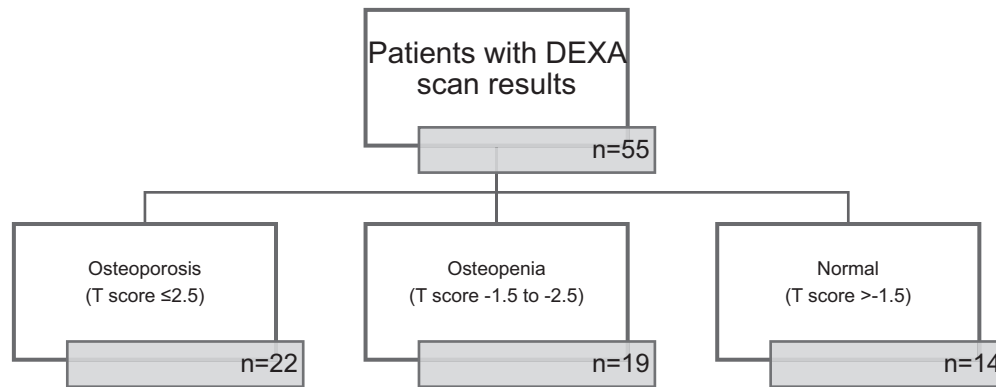 Patients with DEXA
scan results
n=55
Osteoporosis
(T score ≤2.5)
n=22
Osteopenia
(T score -1.5 to -2.5)
n=19
Normal
(T score >-1.5)
n=14